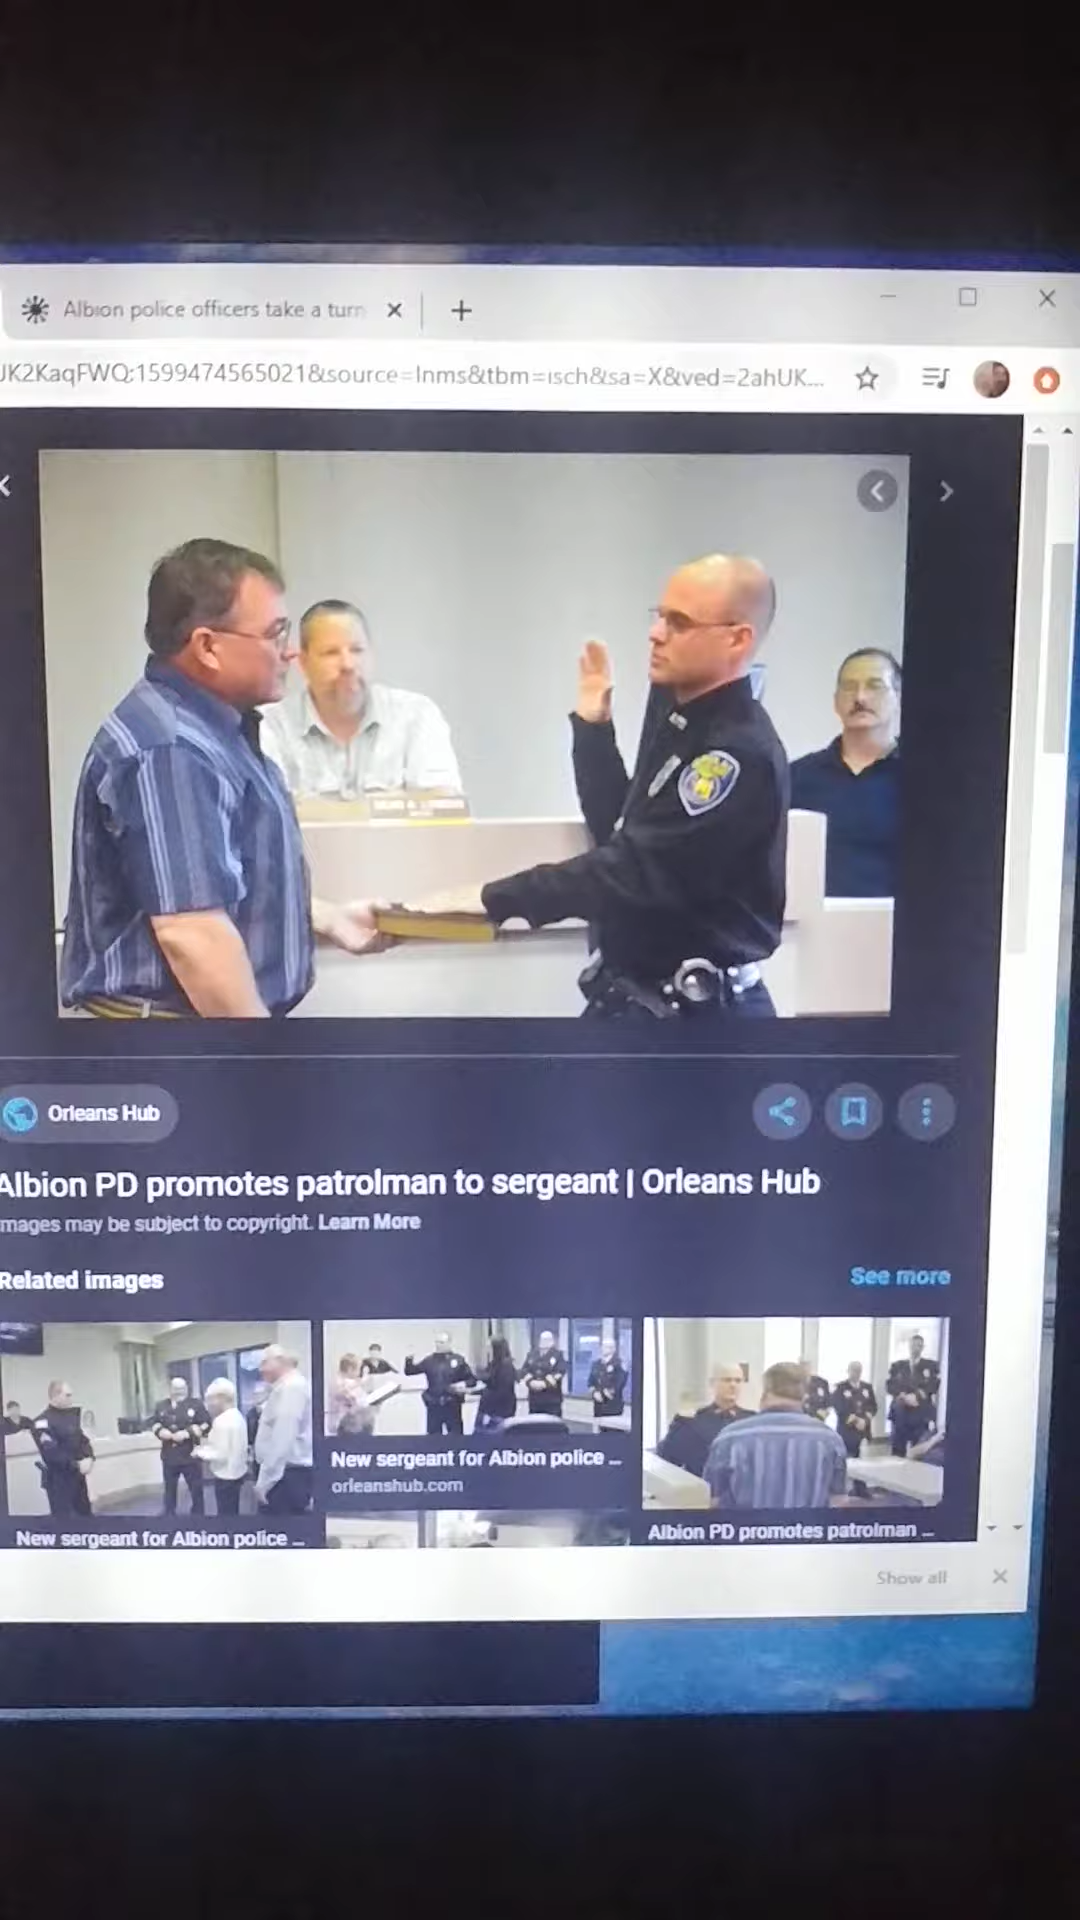 Albion police officers take a turn
JK2KaqFWQ:1599474565021&source=lnms&tbm=isch&sa=X&ved=2ahUK...
Orleans Hub
Albion PD promotes patrolman to sergeant | Orleans Hub
mages may be subject to copyright. Learn More
Related images
See more
New sergeant for Albion police ...
orleanshub.com
New sergeant for Albion police ...
Albion PD promotes patrolman ...
Show all